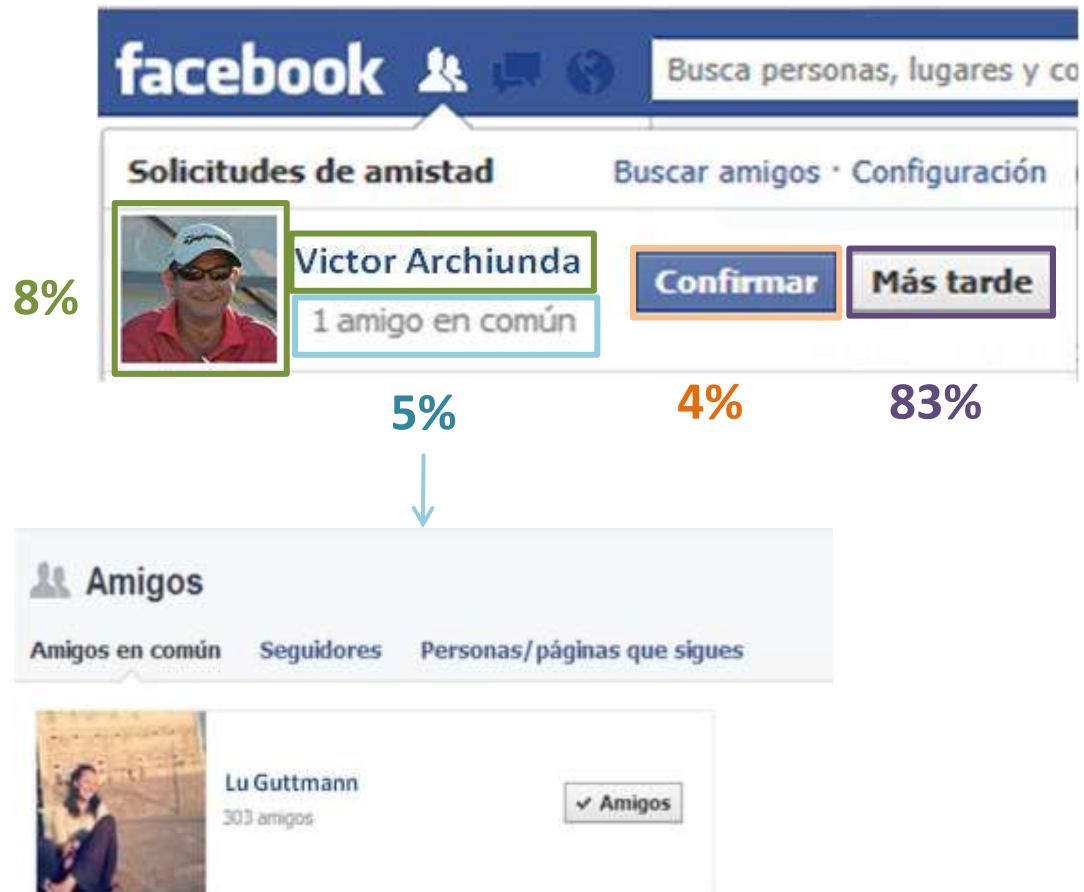 facebook Busca personas, lugares y co
Solicitudes de amistad Buscar amigos · Configuración
8%
Victor Archiunda
1 amigo en común
Confirmar Más tarde
5% 4% 83%
Amigos
Amigos en común Seguidores Personas/páginas que sigues
Lu Guttmann
303 amigos
✓ Amigos